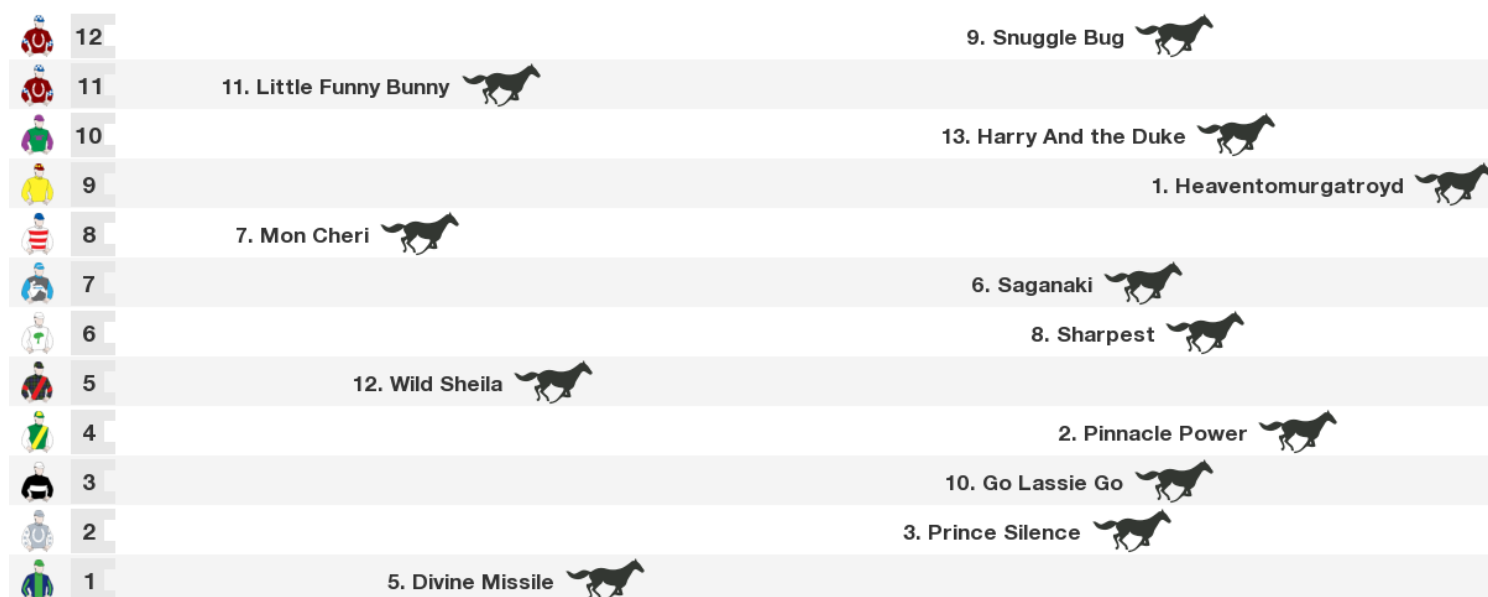 12 9. Snuggle Bug
11 11. Little Funny Bunny
10 13. Harry And the Duke
9 1. Heaventomurgatroyd
8 7. Mon Cheri
7 6. Saganaki
6 8. Sharpest
5 12. Wild Sheila
4 2. Pinnacle Power
3 10. Go Lassie Go
2 3. Prince Silence
1 5. Divine Missile